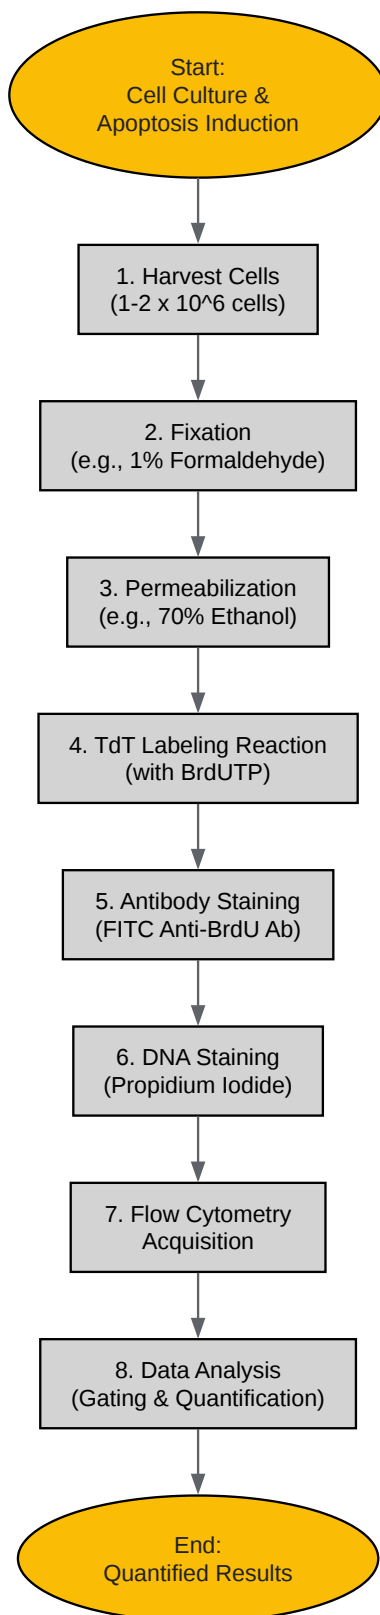 Start:
Cell Culture &
Apoptosis Induction
1. Harvest Cells
(1-2 x 10^6 cells)
2. Fixation
(e.g., 1% Formaldehyde)
3. Permeabilization
(e.g., 70% Ethanol)
4. TdT Labeling Reaction
(with BrdUTP)
5. Antibody Staining
(FITC Anti-BrdU Ab)
6. DNA Staining
(Propidium Iodide)
7. Flow Cytometry
Acquisition
8. Data Analysis
(Gating & Quantification)
End:
Quantified Results